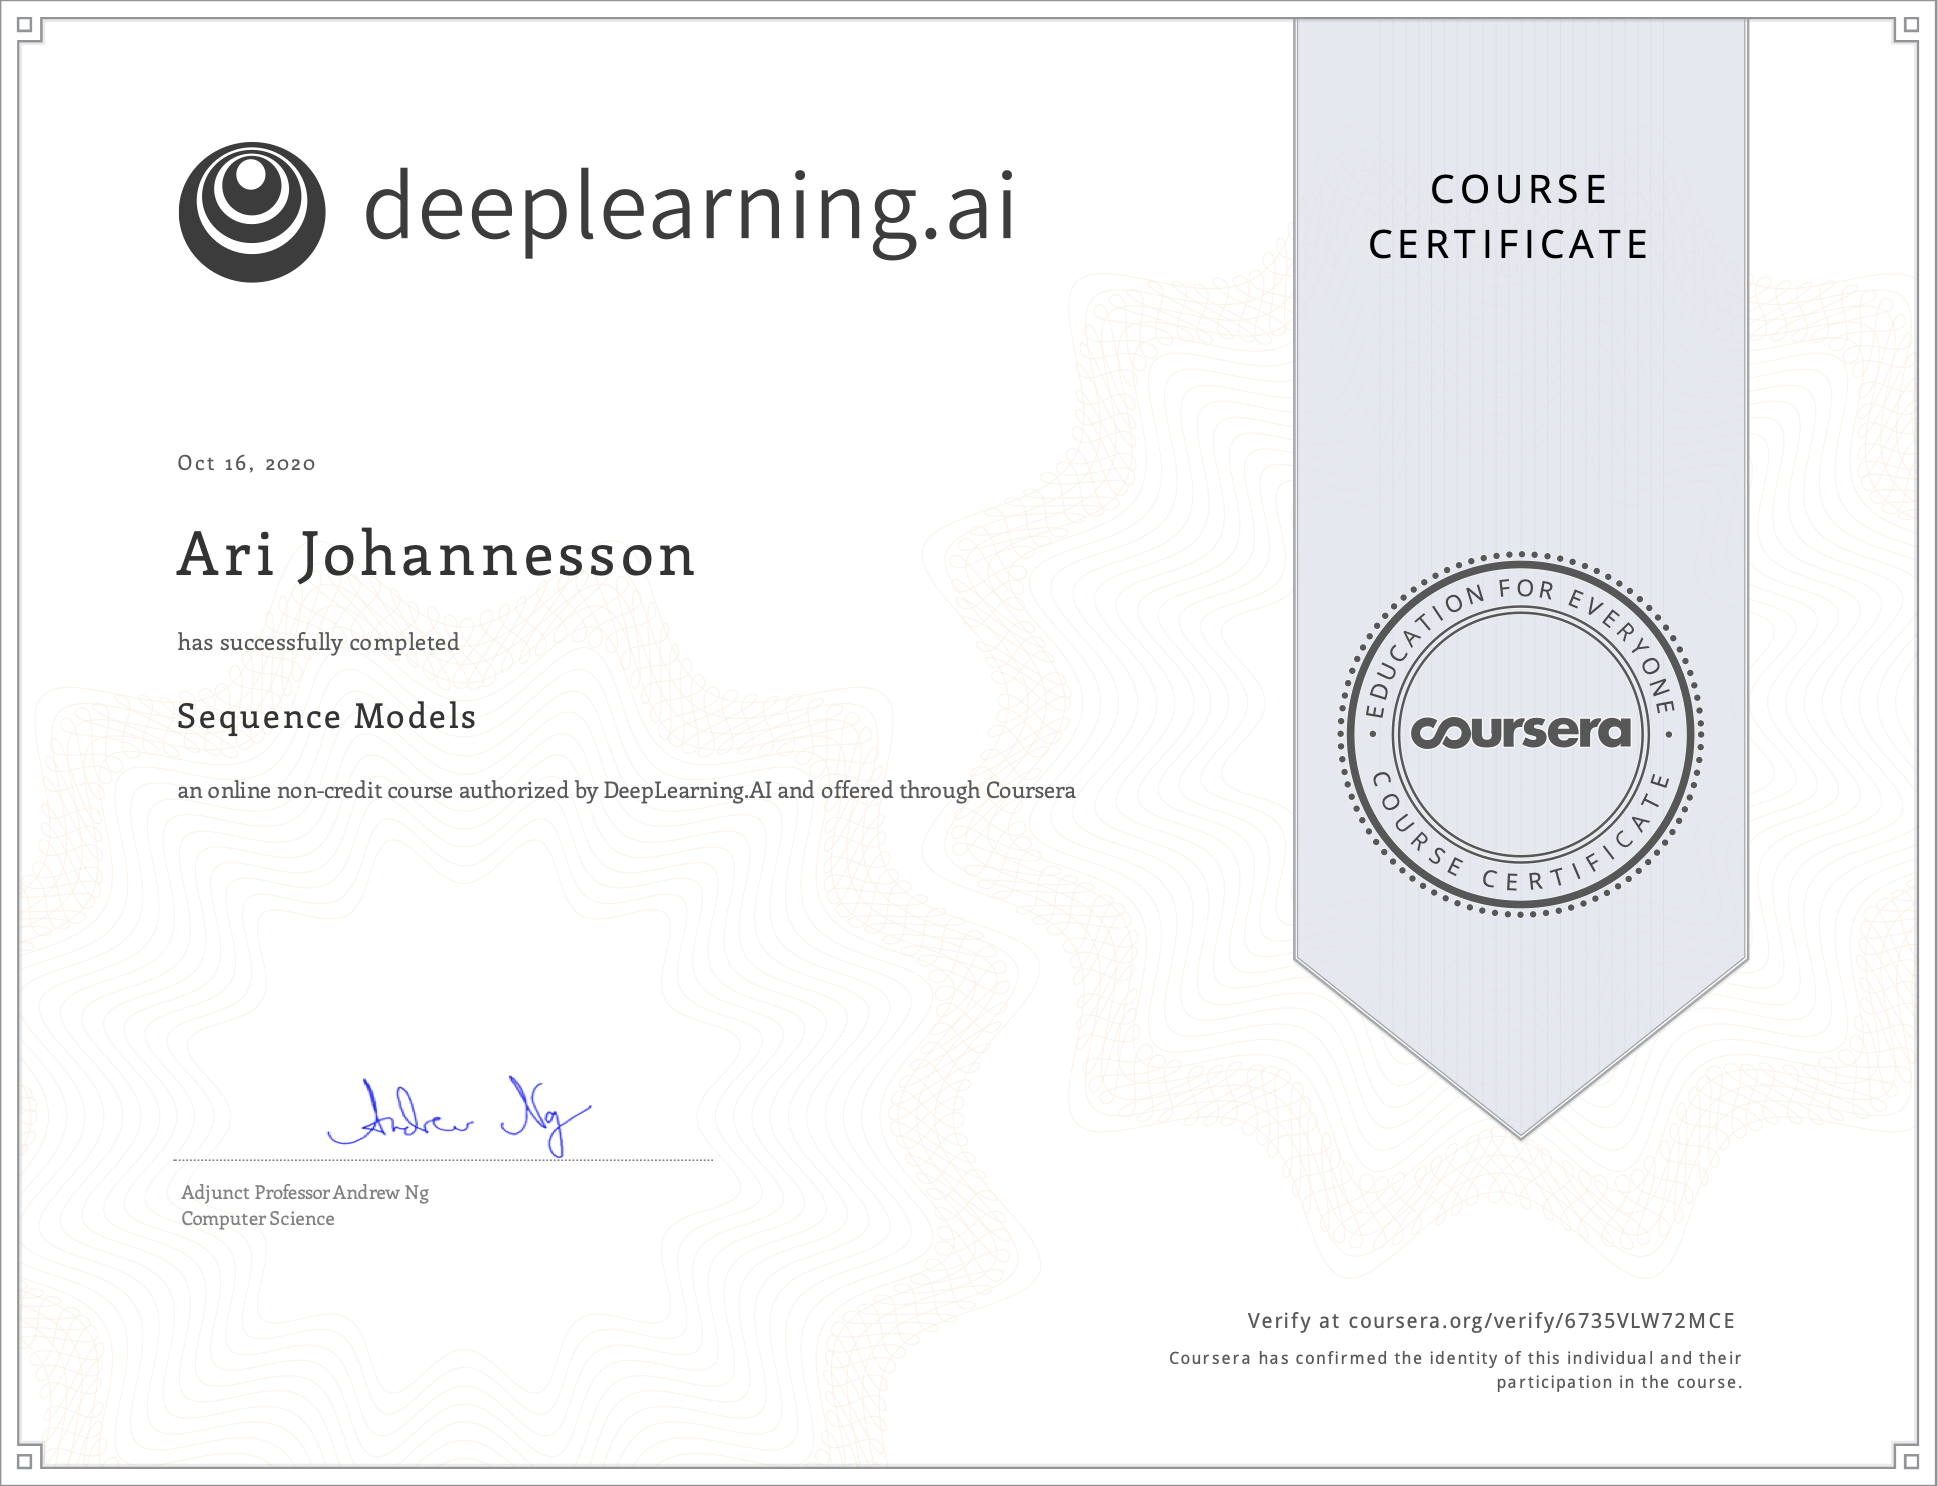 deeplearning.ai
COURSE
CERTIFICATE
Oct 16, 2020
Ari Johannesson
has successfully completed
Sequence Models
an online non-credit course authorized by DeepLearning.AI and offered through Coursera
EDUCATION FOR EVERYONE
coursera
COURSE CERTIFICATE
Andrew Ng
Adjunct Professor Andrew Ng
Computer Science
Verify at coursera.org/verify/6735VLW72MCE
Coursera has confirmed the identity of this individual and their
participation in the course.